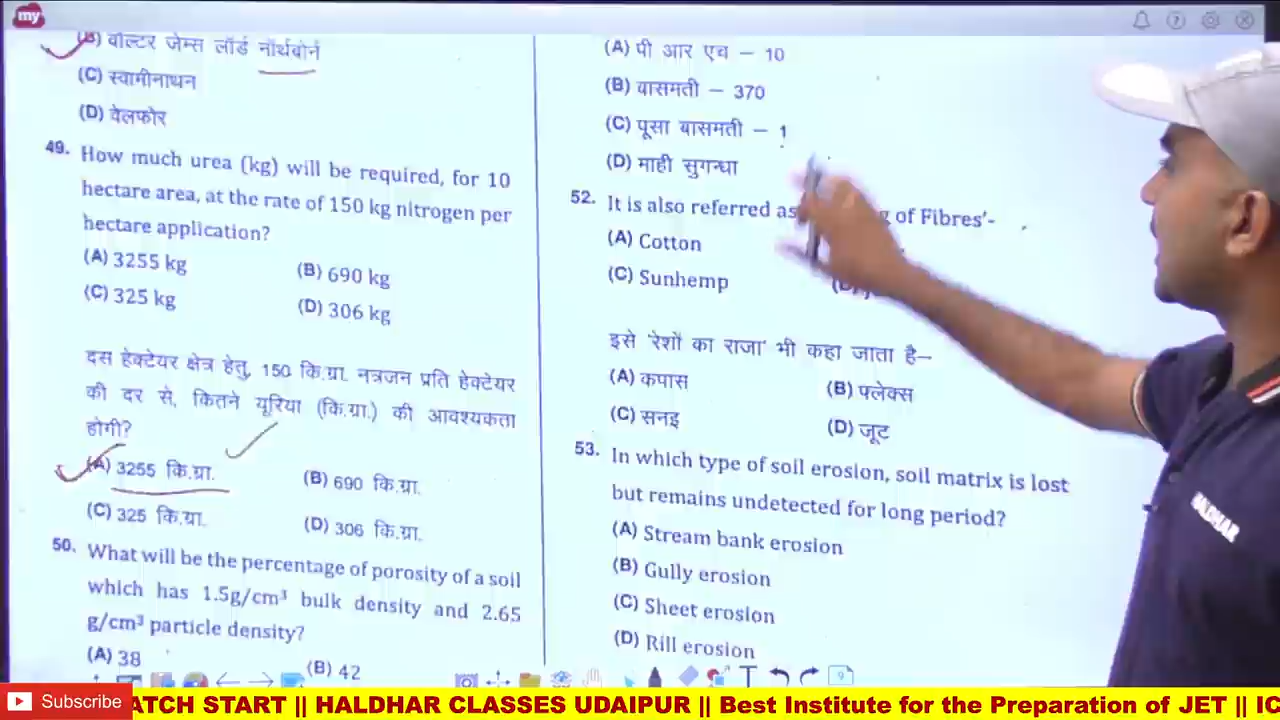 my
(B) वाल्टर जेम्स लॉर्ड नॉर्थबोर्न
(C) स्वामीनाथन
(D) वेलफोर
49. How much urea (kg) will be required, for 10
hectare area, at the rate of 150 kg nitrogen per
hectare application?
(A) 3255 kg (B) 690 kg
(C) 325 kg (D) 306 kg
दस हेक्टेयर क्षेत्र हेतु, 150 कि.ग्रा. नत्रजन प्रति हेक्टेयर
की दर से, कितने यूरिया (कि.ग्रा.) की आवश्यकता
होगी?
(A) 3255 कि.ग्रा. (B) 690 कि.ग्रा.
(C) 325 कि.ग्रा. (D) 306 कि.ग्रा.
50. What will be the percentage of porosity of a soil
which has 1.5g/cm³ bulk density and 2.65
g/cm³ particle density?
(A) 38 (B) 42
(A) पी आर एच – 10
(B) बासमती – 370
(C) पूसा बासमती – 1
(D) माही सुगन्धा
52. It is also referred as of Fibres'-
(A) Cotton
(C) Sunhemp
इसे 'रेशों का राजा' भी कहा जाता है–
(A) कपास (B) फ्लेक्स
(C) सनइ (D) जूट
53. In which type of soil erosion, soil matrix is lost
but remains undetected for long period?
(A) Stream bank erosion
(B) Gully erosion
(C) Sheet erosion
(D) Rill erosion
HALDHAR
9
Subscribe
ATCH START || HALDHAR CLASSES UDAIPUR || Best Institute for the Preparation of JET || IC